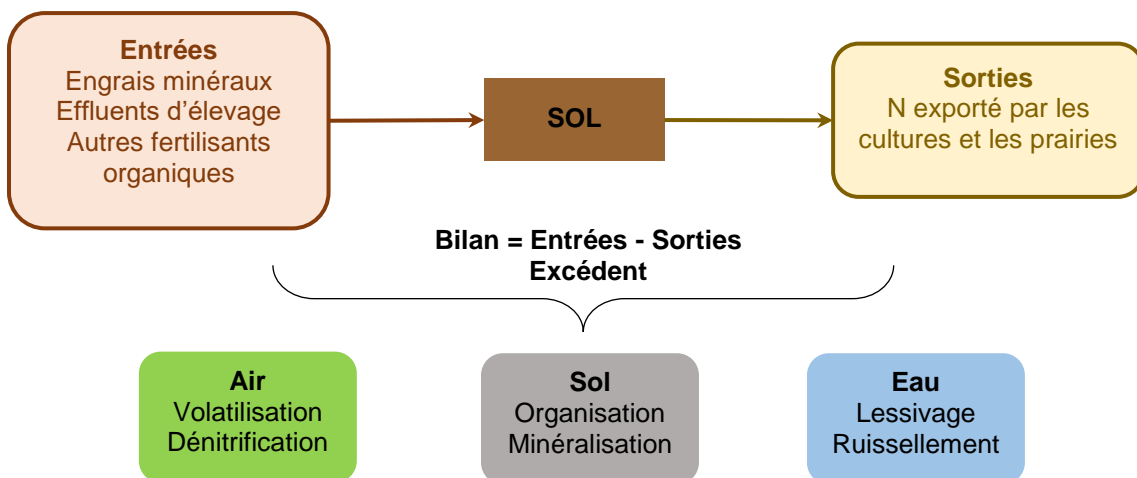 Entrées
Engrais minéraux
Effluents d'élevage
Autres fertilisants
organiques
SOL
Sorties
N exporté par les
cultures et les prairies
Bilan = Entrées - Sorties
Excédent
Air
Volatilisation
Dénitrification
Sol
Organisation
Minéralisation
Eau
Lessivage
Ruissellement